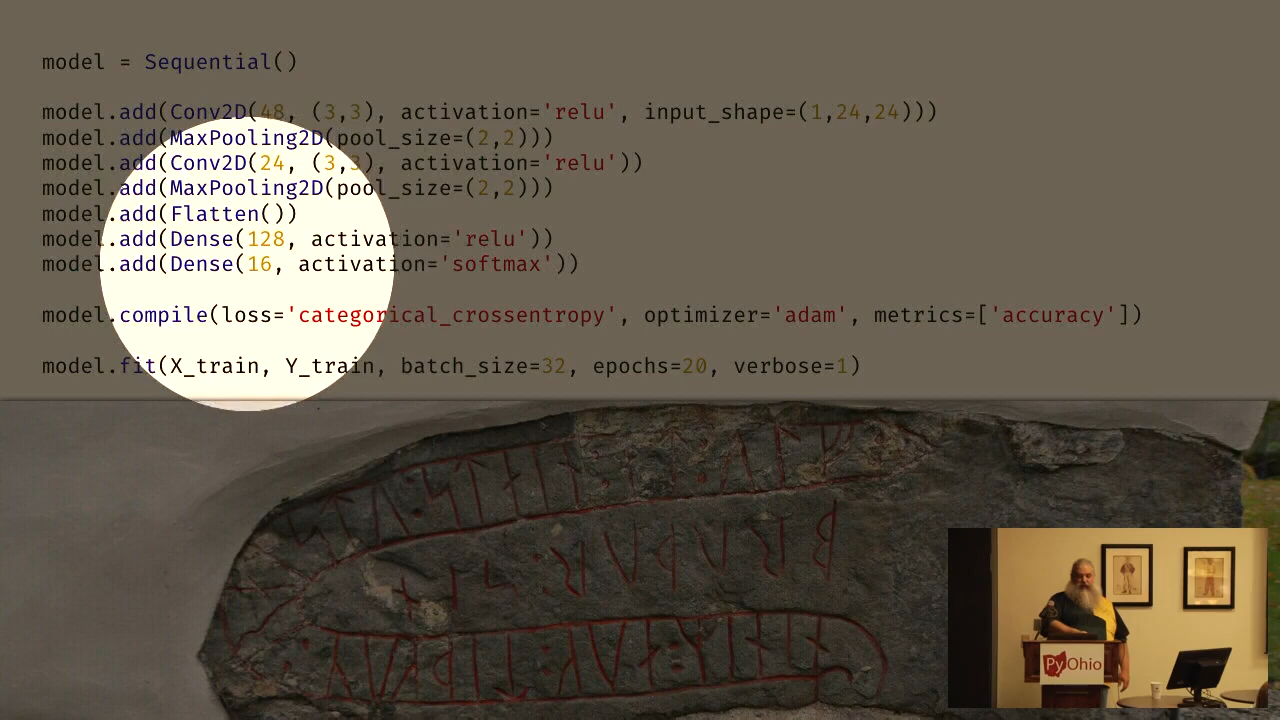 model = Sequential()
model.add(Conv2D(48, (3,3), activation='relu', input_shape=(1,24,24)))
model.add(MaxPooling2D(pool_size=(2,2)))
model.add(Conv2D(24, (3,3), activation='relu'))
model.add(MaxPooling2D(pool_size=(2,2)))
model.add(Flatten())
model.add(Dense(128, activation='relu'))
model.add(Dense(16, activation='softmax'))
model.compile(loss='categorical_crossentropy', optimizer='adam', metrics=['accuracy'])
model.fit(X_train, Y_train, batch_size=32, epochs=20, verbose=1)
PyOhio